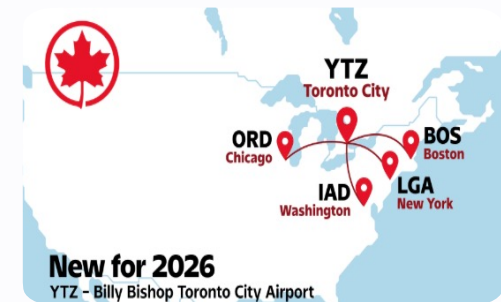 YTZ
Toronto City
ORD
Chicago
BOS
Boston
IAD
Washington
LGA
New York
New for 2026
YTZ – Billy Bishop Toronto City Airport